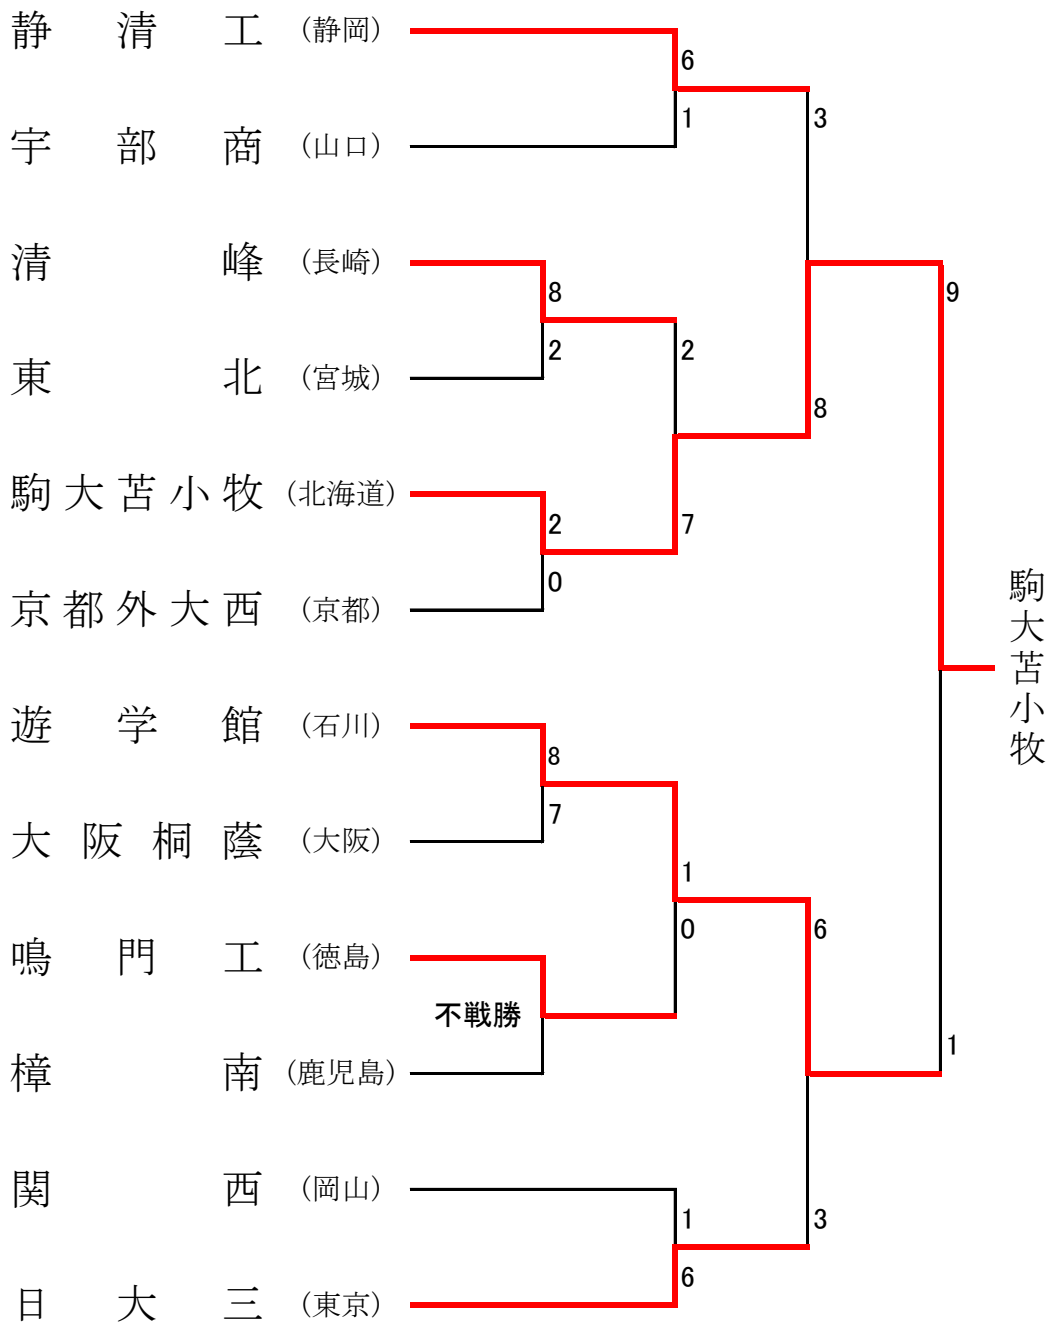 静清工 (静岡)
6
1
3
宇部商 (山口)
清峰 (長崎)
8
9
2
2
東北 (宮城)
8
駒大苫小牧 (北海道)
2
7
0
京都外大西 (京都)
駒大苫小牧
遊学館 (石川)
8
7
大阪桐蔭 (大阪)
1
0
6
鳴門工 (徳島)
不戦勝
1
樟南 (鹿児島)
関西 (岡山)
1
3
6
日大三 (東京)